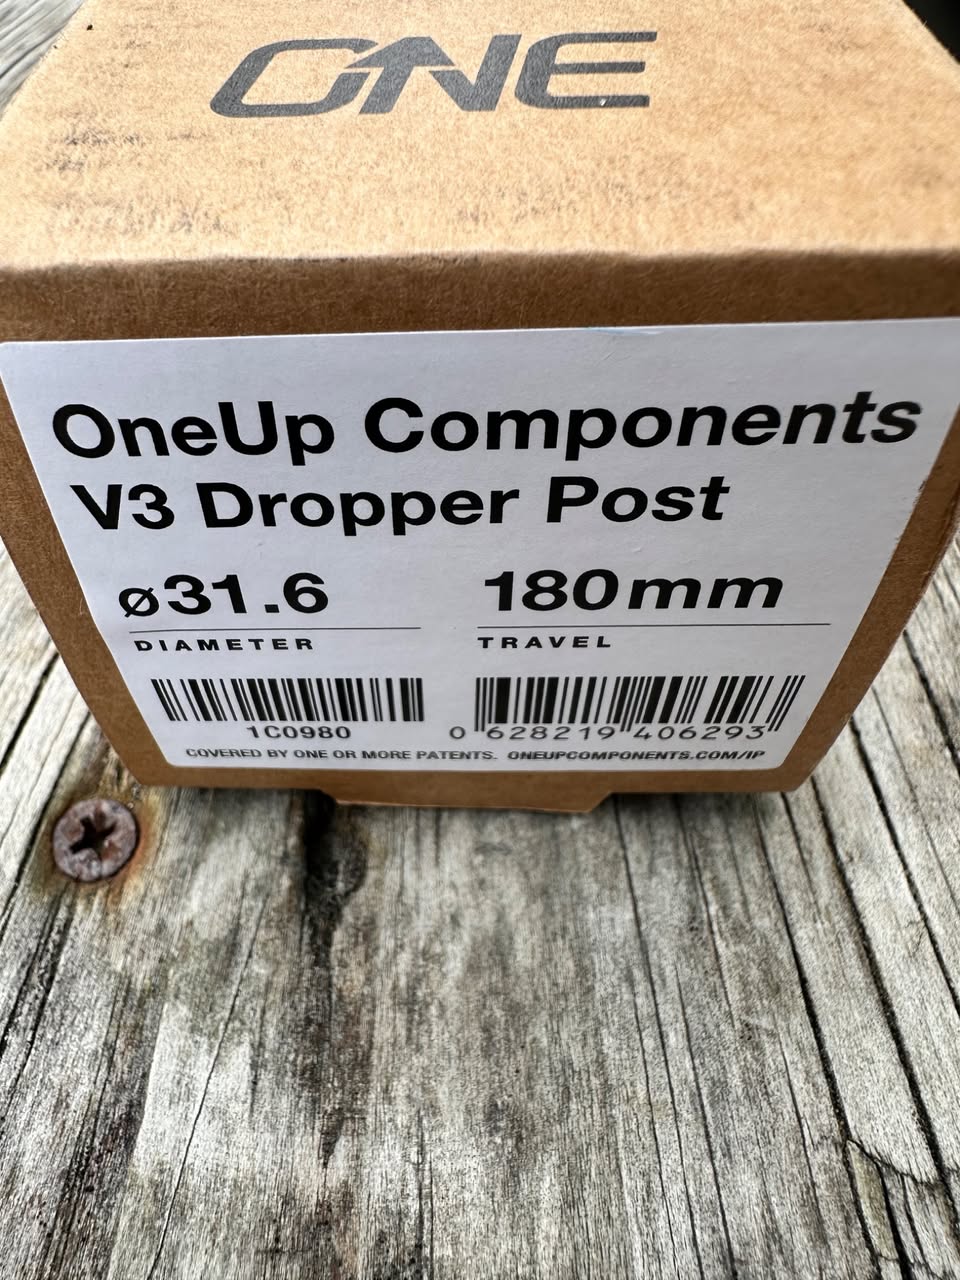 ONE
OneUp Components
V3 Dropper Post
ø31.6 180mm
DIAMETER TRAVEL
1C0980 0 628219 406293
COVERED BY ONE OR MORE PATENTS. ONEUPCOMPONENTS.COM/IP